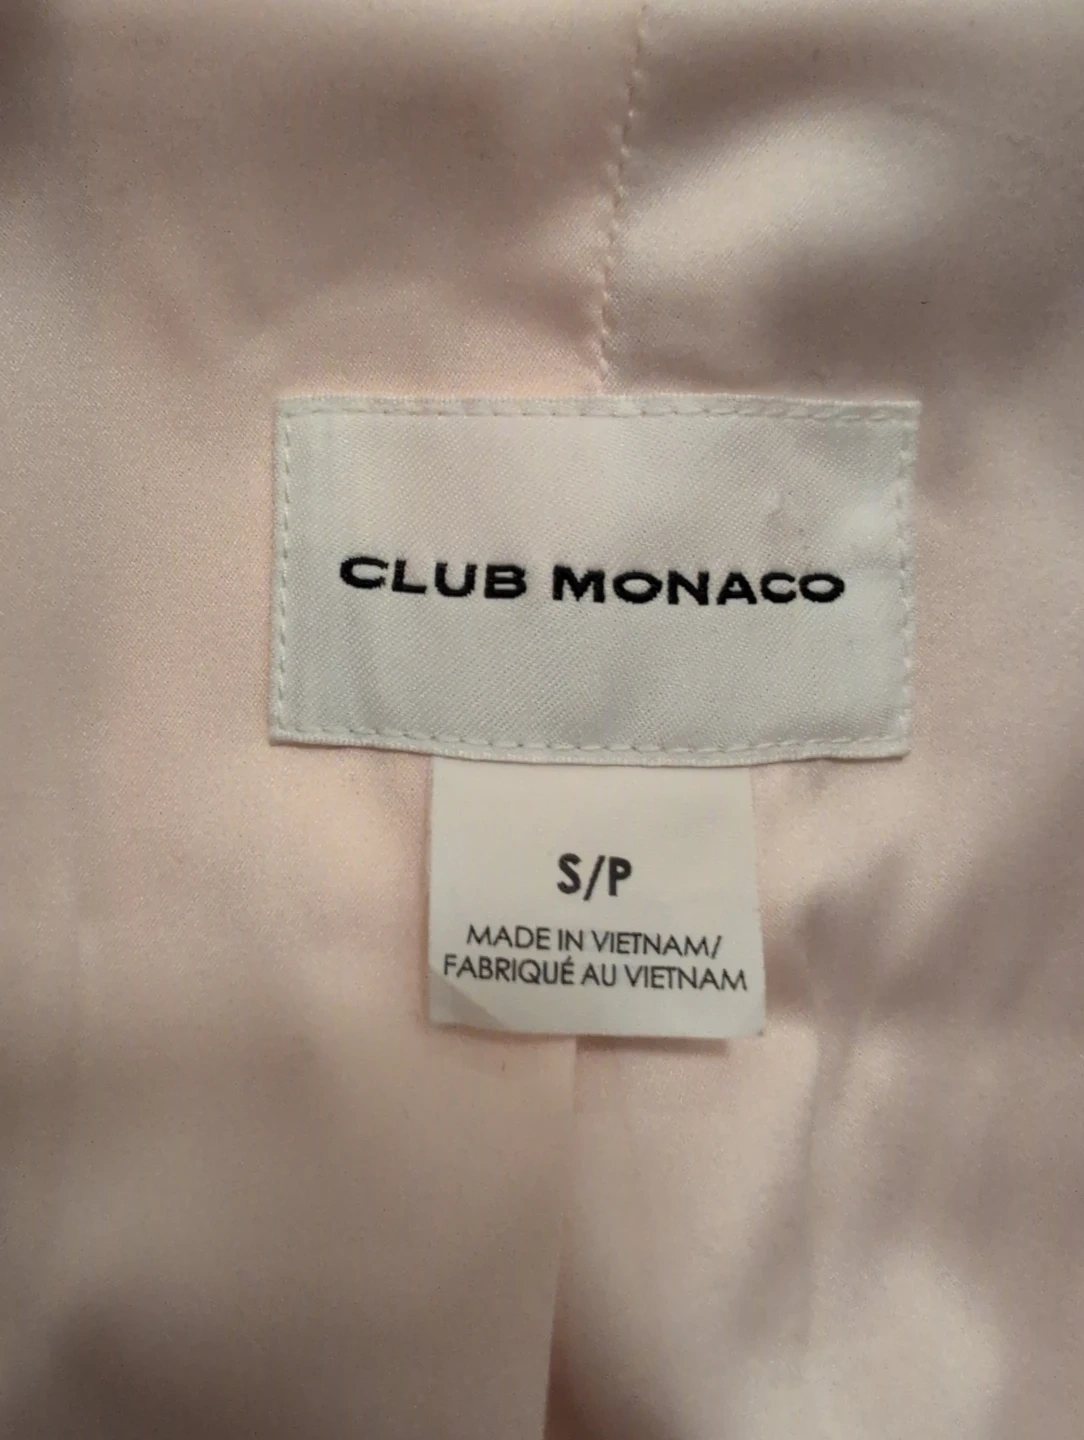 CLUB MONACO
S/P
MADE IN VIETNAM/
FABRIQUÉ AU VIETNAM